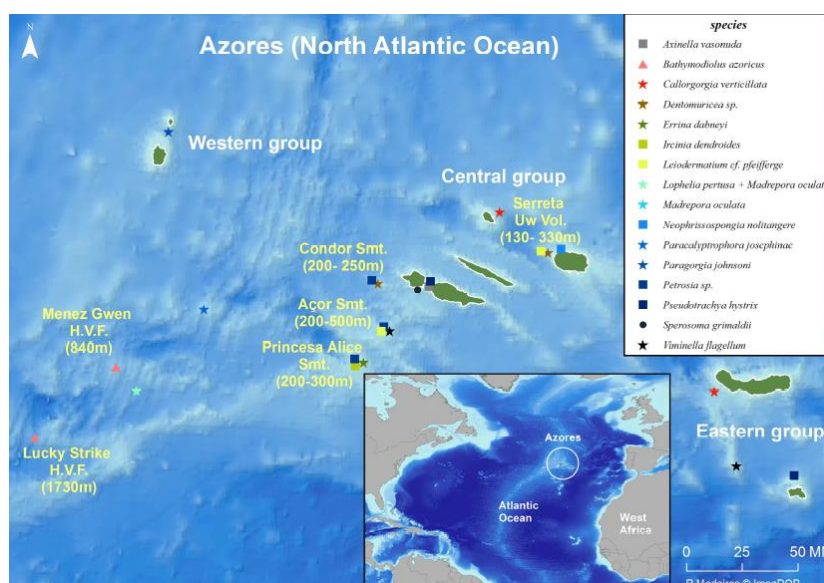 N
Azores (North Atlantic Ocean)
Western group
Central group
Serreta
Uw Vol.
(130- 330m)
Condor Smt.
(200- 250m)
Açor Smt.
(200-500m)
Princesa Alice
Smt.
(200-300m)
Menez Gwen
H.V.F.
(840m)
Lucky Strike
H.V.F.
(1730m)
Eastern group
species
Axinella vasonuda
Bathymodiolus azoricus
Callorgorgia verticillata
Dentomuricea sp.
Errina dabneyi
Ircinia dendroides
Leiodermatium cf. pfeifferge
Lophelia pertusa + Madrepora oculat
Madrepora oculata
Neophrissospongia nolitangere
Paracalyptrophora joscphinac
Paragorgia johnsoni
Petrosia sp.
Pseudotrachya hystrix
Sperosoma grimaldii
Viminella flagellum
Azores
Atlantic
Ocean
West
Africa
0 25 50 MI